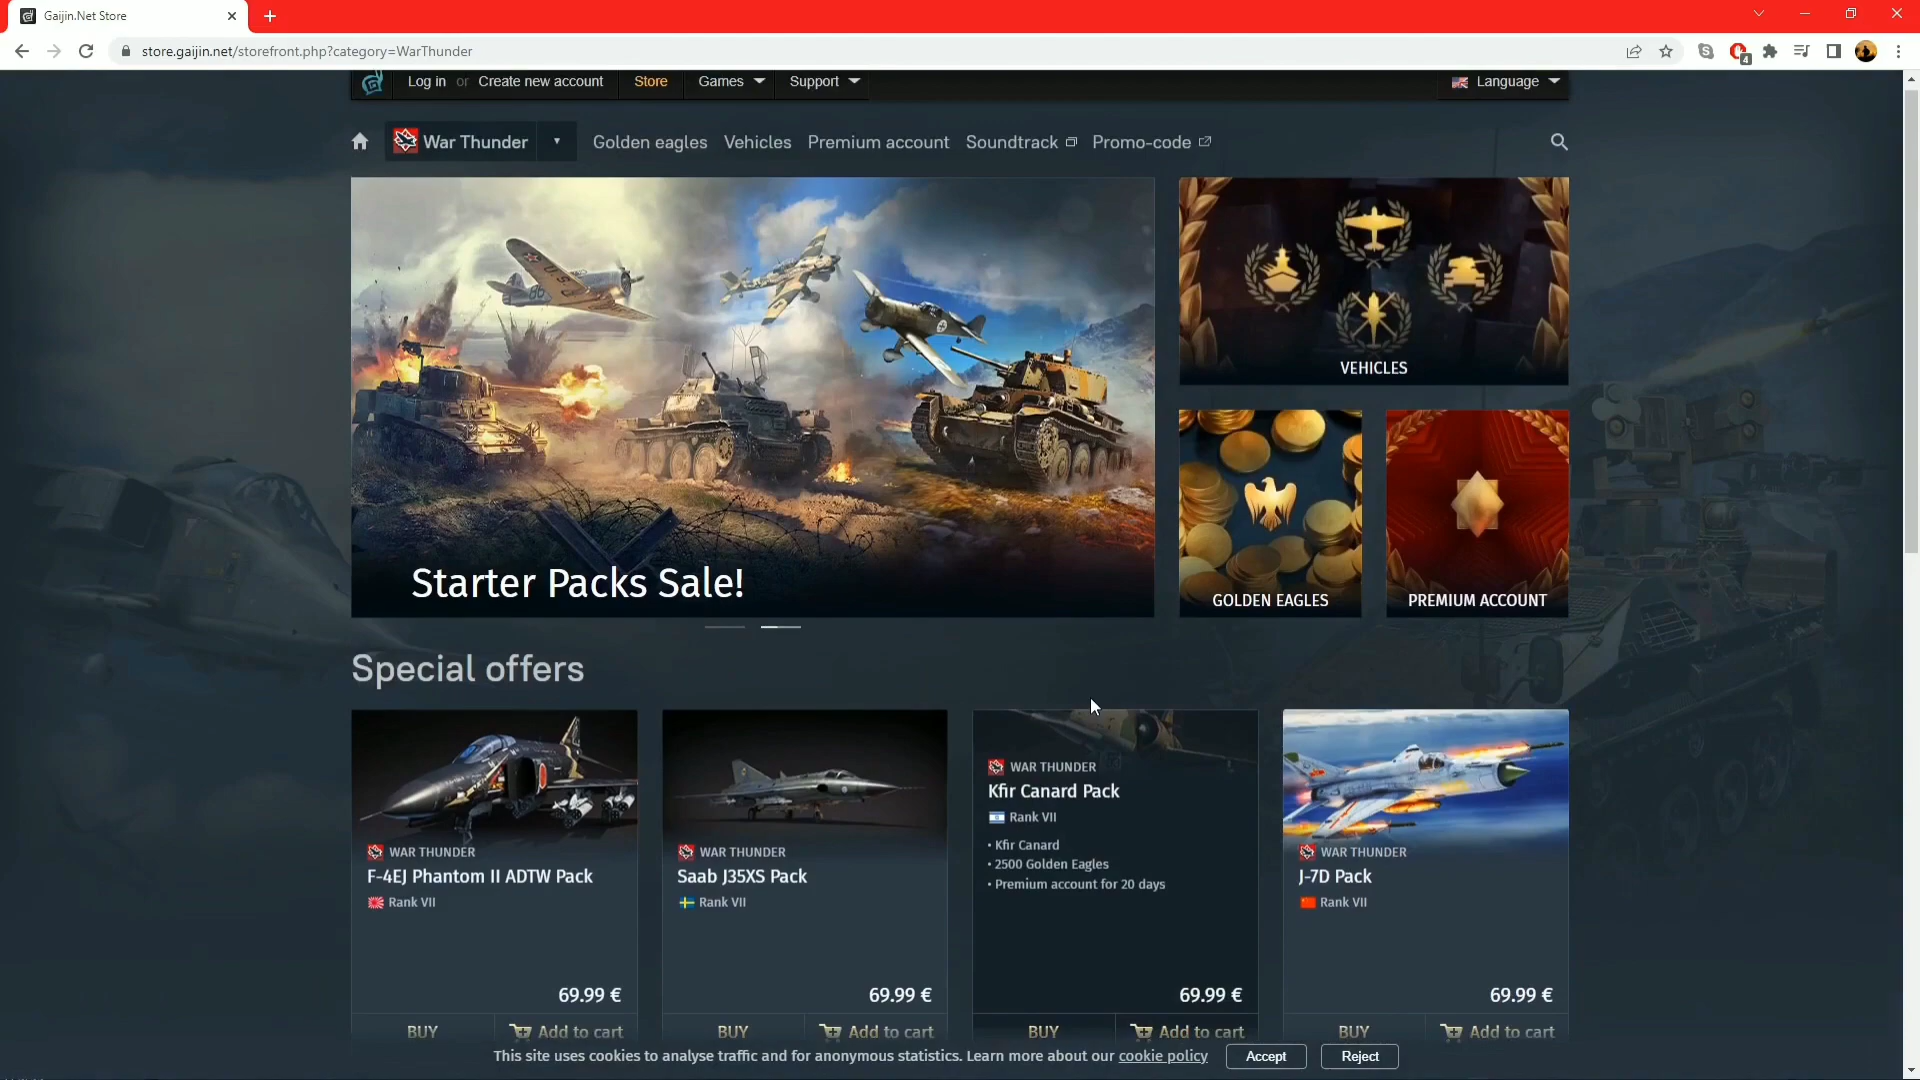 Gaijin.Net Store
store.gaijin.net/storefront.php?category=WarThunder
4
Log in or Create new account
Store
Games
Support
Language
War Thunder
Golden eagles
Vehicles
Premium account
Soundtrack
Promo-code
Starter Packs Sale!
VEHICLES
GOLDEN EAGLES
PREMIUM ACCOUNT
Special offers
WAR THUNDER
F-4EJ Phantom II ADTW Pack
Rank VII
69.99 €
BUY
Add to cart
WAR THUNDER
Saab J35XS Pack
Rank VII
69.99 €
BUY
Add to cart
WAR THUNDER
Kfir Canard Pack
Rank VII
• Kfir Canard
• 2500 Golden Eagles
• Premium account for 20 days
69.99 €
BUY
Add to cart
WAR THUNDER
J-7D Pack
Rank VII
69.99 €
BUY
Add to cart
This site uses cookies to analyse traffic and for anonymous statistics. Learn more about our cookie policy
Accept
Reject